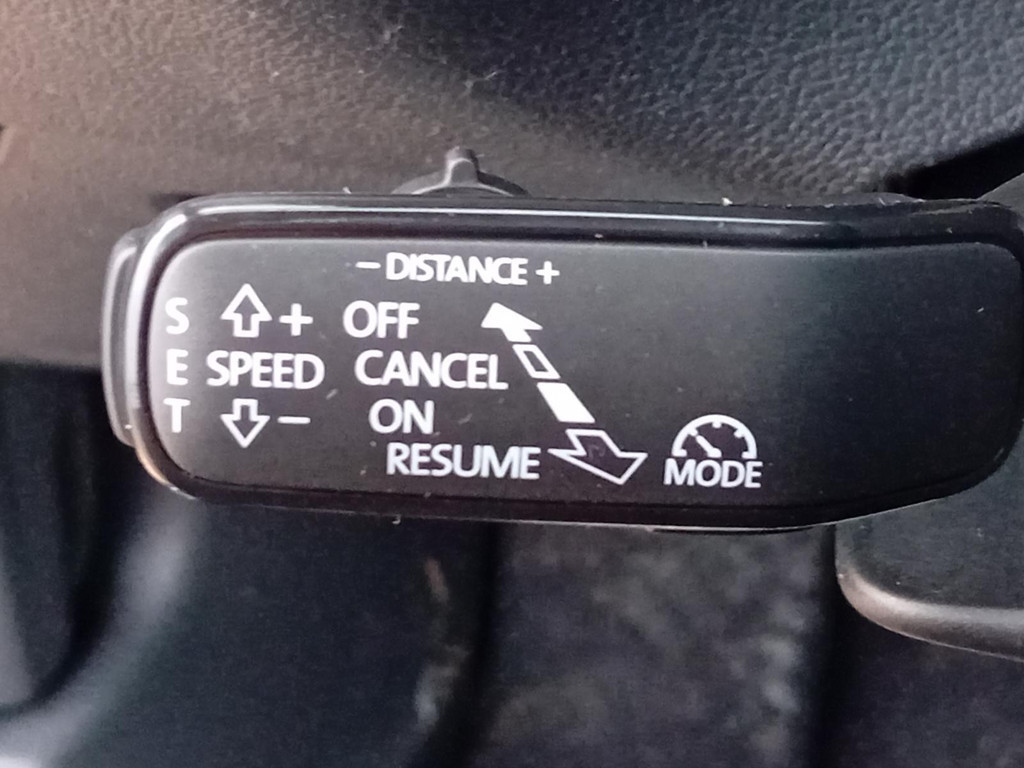 - DISTANCE +
S + OFF
E SPEED CANCEL
T - ON
RESUME MODE